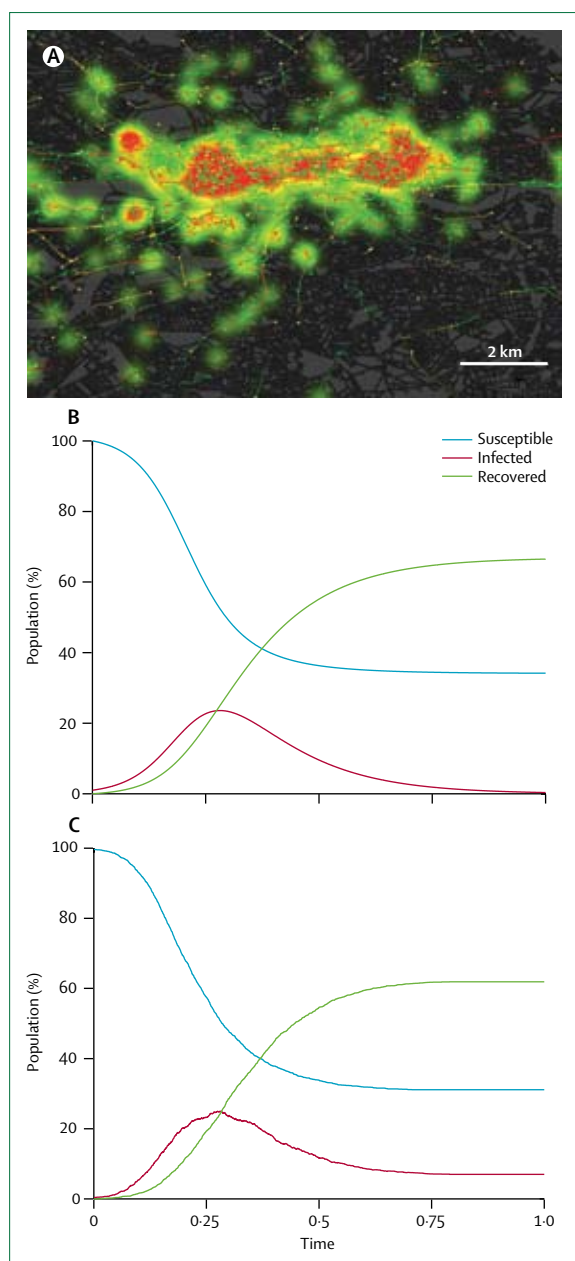 A
2 km
B
100
80
60
40
20
0
Population (%)
Susceptible
Infected
Recovered
C
100
80
60
40
20
0
Population (%)
0 0·25 0·5 0·75 1·0
Time